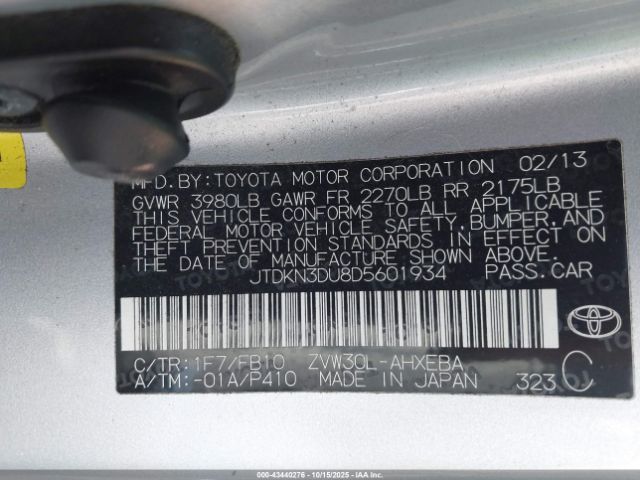 MFD. BY: TOYOTA MOTOR CORPORATION 02/13
GVWR 3980LB GAWR FR 2270LB RR 2175LB
THIS VEHICLE CONFORMS TO ALL APPLICABLE
FEDERAL MOTOR VEHICLE SAFETY, BUMPER, AND
THEFT PREVENTION STANDARDS IN EFFECT ON
THE DATE OF MANUFACTURE SHOWN ABOVE.
JTDKN3DU8D5601934 PASS. CAR
C/TR: 1F7/FB10 ZVW30L-AHXEBA
A/TM: -01A/P410 MADE IN JAPAN 323 C
000-43440276 - 10/15/2025 - IAA Inc.